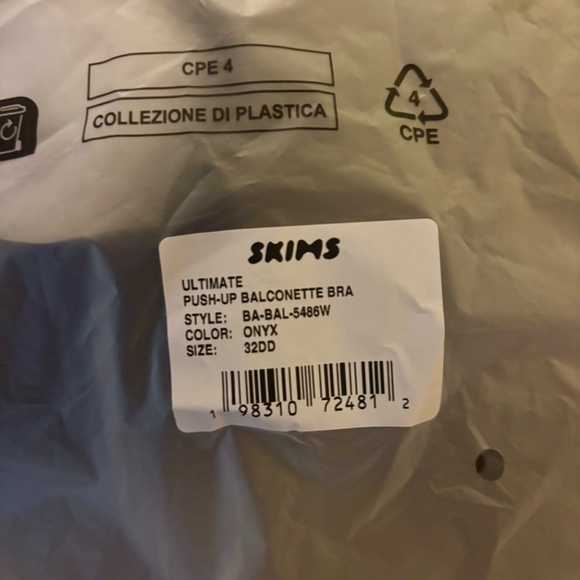 CPE 4
COLLEZIONE DI PLASTICA
4
CPE
SKIMS
ULTIMATE
PUSH-UP BALCONETTE BRA
STYLE: BA-BAL-5486W
COLOR: ONYX
SIZE: 32DD
1 98310 72481 2